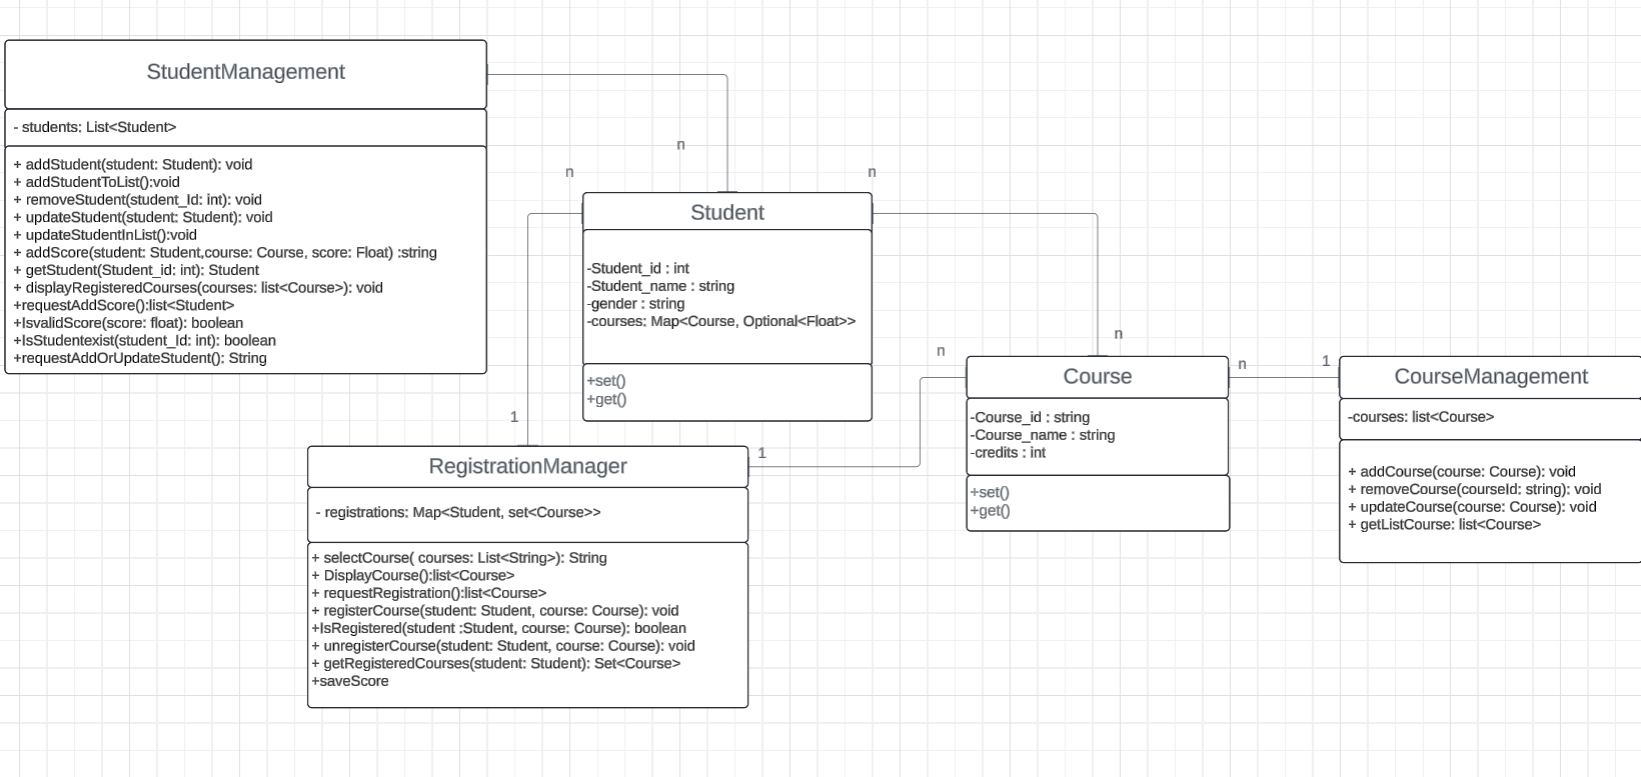 StudentManagement
- students: List<Student>
+ addStudent(student: Student): void
+ addStudentToList():void
+ removeStudent(student_Id: int): void
+ updateStudent(student: Student): void
+ updateStudentInList():void
+ addScore(student: Student,course: Course, score: Float) :string
+ getStudent(Student_id: int): Student
+ displayRegisteredCourses(courses: list<Course>): void
+requestAddScore():list<Student>
+IsvalidScore(score: float): boolean
+IsStudentexist(student_Id: int): boolean
+requestAddOrUpdateStudent(): String
n
n
n
Student
-Student_id : int
-Student_name : string
-gender : string
-courses: Map<Course, Optional<Float>>
+set()
+get()
1
RegistrationManager
1
- registrations: Map<Student, set<Course>>
+ selectCourse( courses: List<String>): String
+ DisplayCourse():list<Course>
+ requestRegistration():list<Course>
+ registerCourse(student: Student, course: Course): void
+IsRegistered(student :Student, course: Course): boolean
+ unregisterCourse(student: Student, course: Course): void
+ getRegisteredCourses(student: Student): Set<Course>
+saveScore
n
n
Course
-Course_id : string
-Course_name : string
-credits : int
+set()
+get()
n
1
CourseManagement
-courses: list<Course>
+ addCourse(course: Course): void
+ removeCourse(courseId: string): void
+ updateCourse(course: Course): void
+ getListCourse: list<Course>